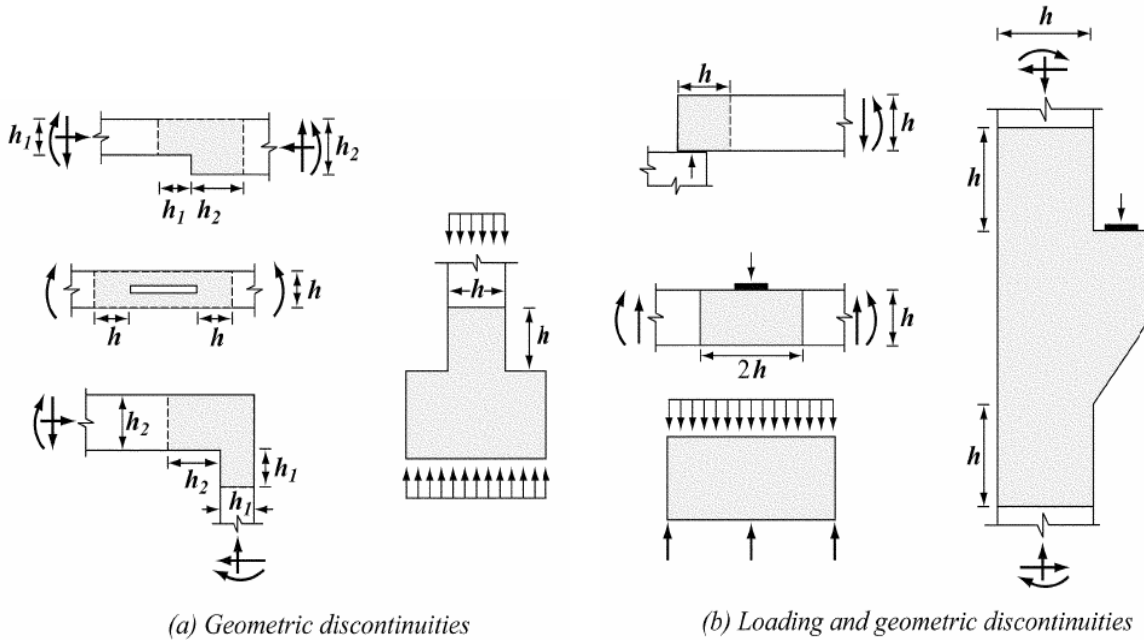 h₁
h₂
h₁
h₂
h
h
h
h₂
h₂
h₁
h₁
h
h
(a) Geometric discontinuities
h
h
h
2h
h
h
h
(b) Loading and geometric discontinuities